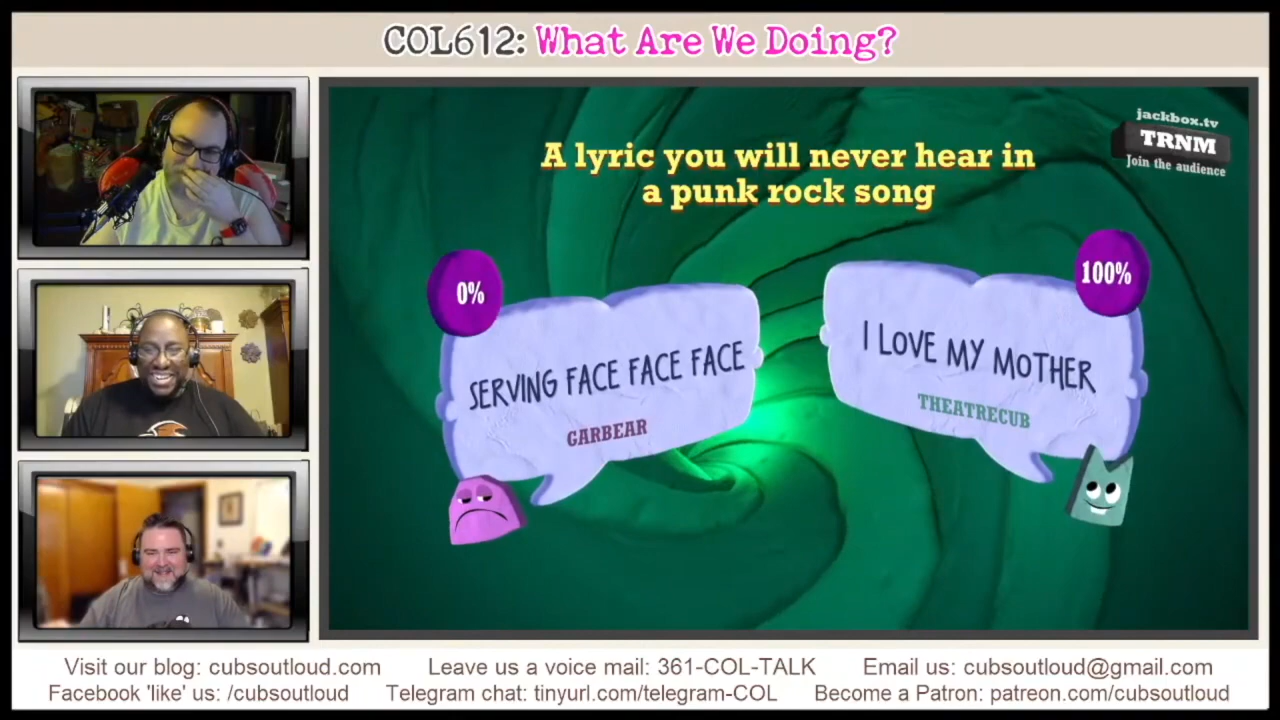 COL612: What Are We Doing?
jackbox.tv
TRNM
Join the audience
A lyric you will never hear in
a punk rock song
0%
100%
SERVING FACE FACE FACE
GARBEAR
I LOVE MY MOTHER
THEATRECUB
Visit our blog: cubsoutloud.com Leave us a voice mail: 361-COL-TALK Email us: cubsoutloud@gmail.com
Facebook 'like' us: /cubsoutloud Telegram chat: tinyurl.com/telegram-COL Become a Patron: patreon.com/cubsoutloud